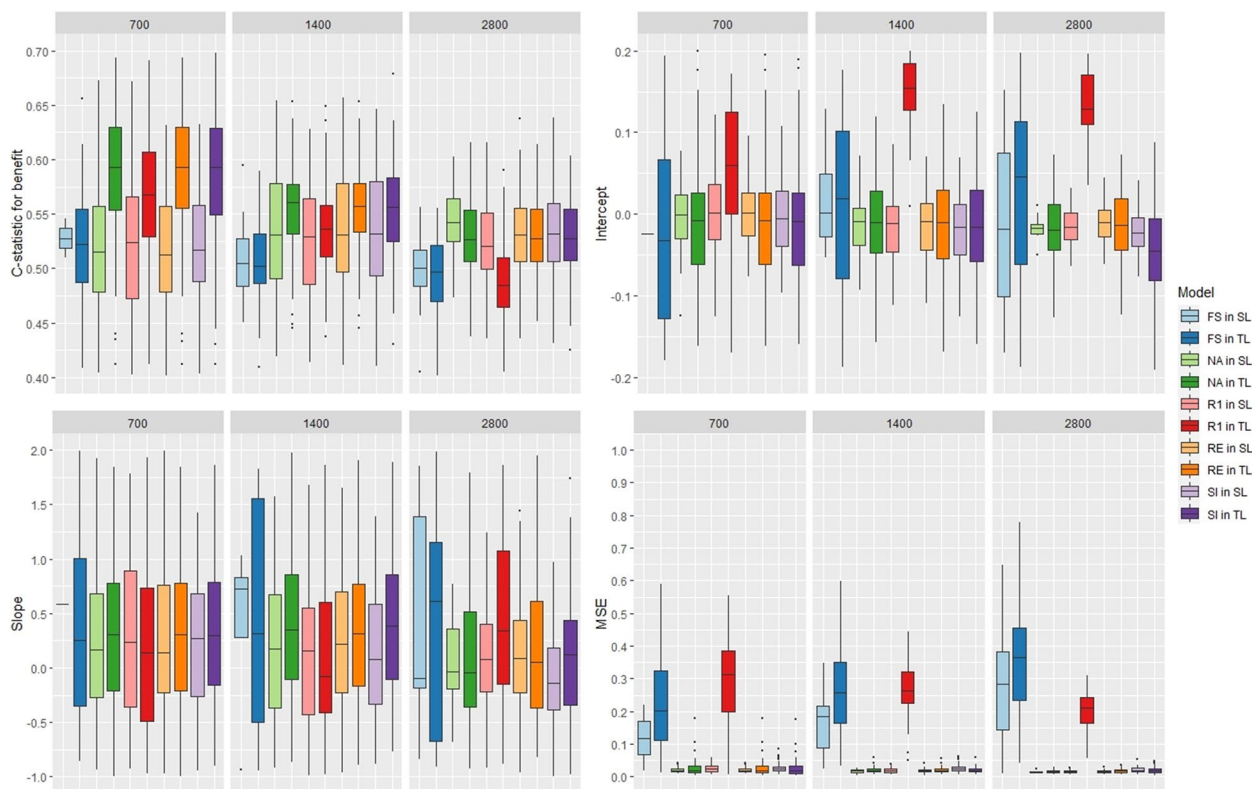 700 1400 2800
C-statistic for benefit
0.70
0.65
0.60
0.55
0.50
0.45
0.40
700 1400 2800
Intercept
0.2
0.1
0.0
-0.1
-0.2
700 1400 2800
Slope
2.0
1.5
1.0
0.5
0.0
-0.5
-1.0
700 1400 2800
MSE
1.0
0.9
0.8
0.7
0.6
0.5
0.4
0.3
0.2
0.1
0.0
Model
FS in SL
FS in TL
NA in SL
NA in TL
R1 in SL
R1 in TL
RE in SL
RE in TL
SI in SL
SI in TL